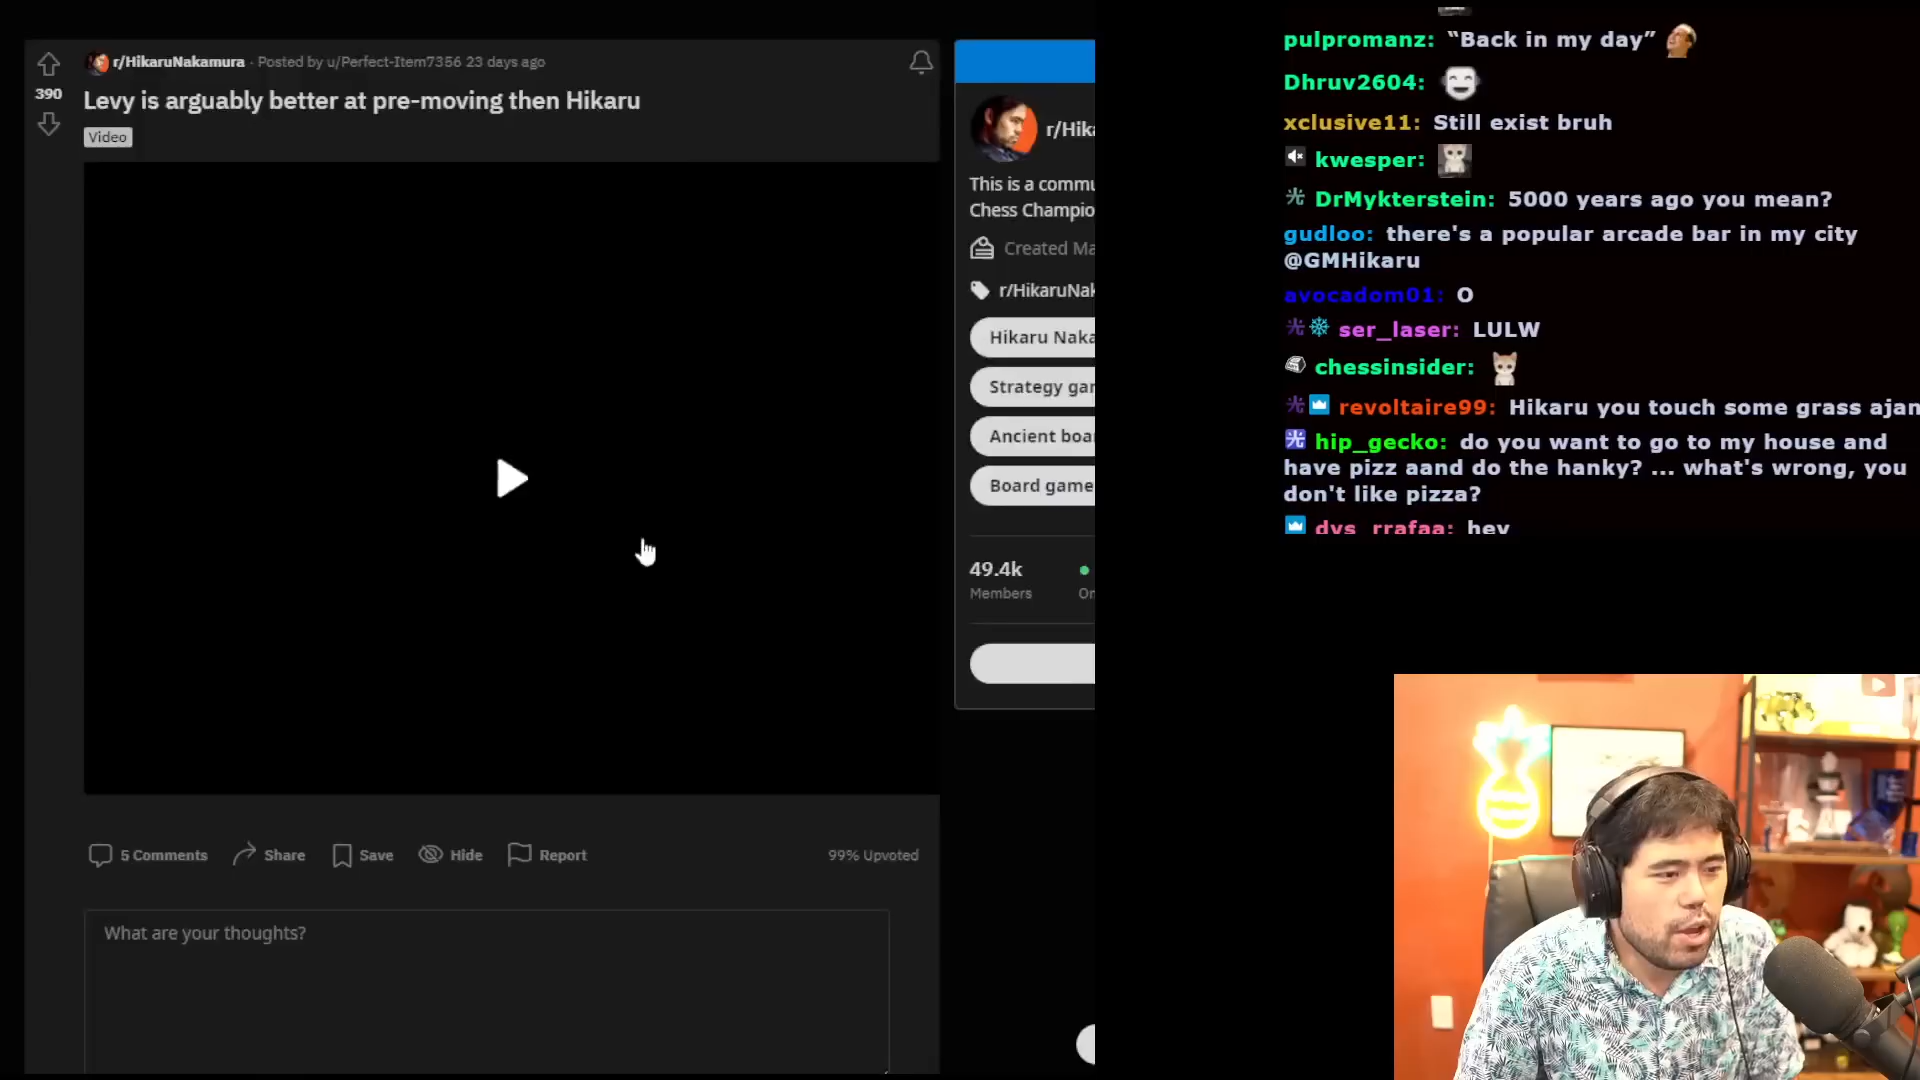 r/HikaruNakamura · Posted by u/Perfect-Item7356 23 days ago
390
Levy is arguably better at pre-moving then Hikaru
Video
5 Comments
Share
Save
Hide
Report
99% Upvoted
What are your thoughts?
r/Hik
This is a commu
Chess Champio
Created Ma
r/HikaruNak
Hikaru Naka
Strategy gar
Ancient boa
Board game
49.4k
Members
On
pulpromanz: “Back in my day”
Dhruv2604:
xclusive11: Still exist bruh
kwesper:
DrMykterstein: 5000 years ago you mean?
gudloo: there's a popular arcade bar in my city
@GMHikaru
avocadom01: O
ser_laser: LULW
chessinsider:
revoltaire99: Hikaru you touch some grass ajan
hip_gecko: do you want to go to my house and
have pizz aand do the hanky? ... what's wrong, you
don't like pizza?
dvs_rrafaa: hey